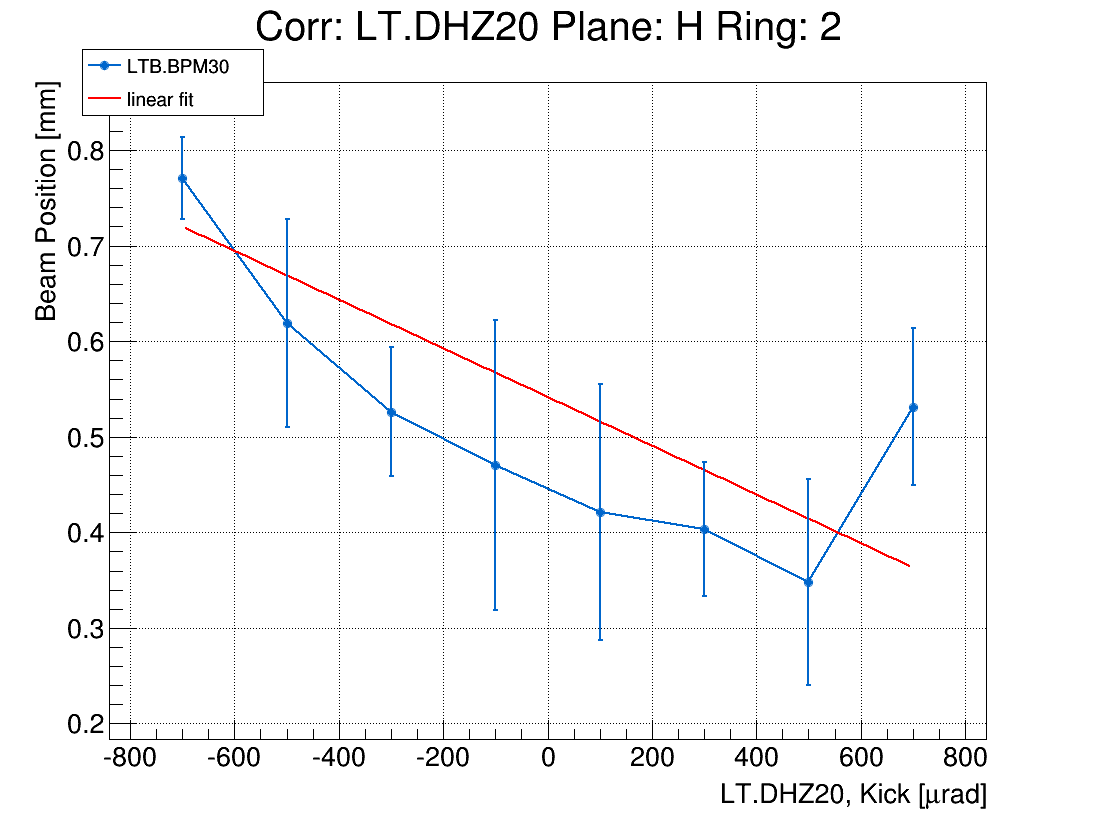 Corr: LT.DHZ20 Plane: H Ring: 2
LTB.BPM30
linear fit
Beam Position [mm]
0.8
0.7
0.6
0.5
0.4
0.3
0.2
-800 -600 -400 -200 0 200 400 600 800
LT.DHZ20, Kick [μrad]